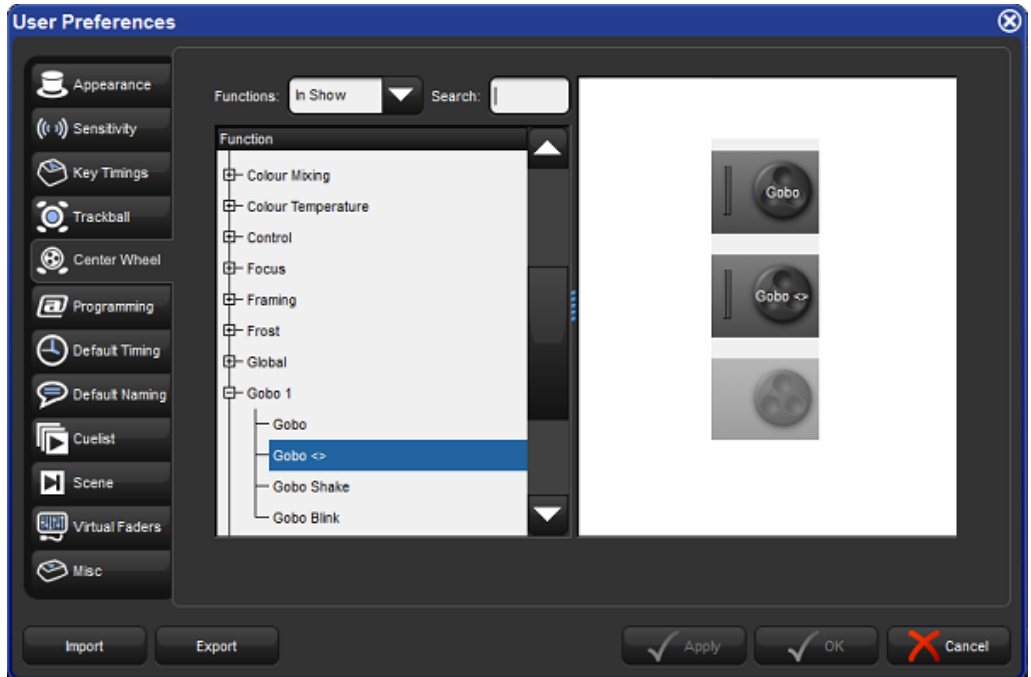 User Preferences
Appearance
Sensitivity
Key Timings
Trackball
Center Wheel
Programming
Default Timing
Default Naming
Cuelist
Scene
Virtual Faders
Misc
Functions: In Show Search:
Function
Colour Mixing
Colour Temperature
Control
Focus
Framing
Frost
Global
Gobo 1
Gobo
Gobo <>
Gobo Shake
Gobo Blink
Gobo
Gobo <>
Import Export Apply OK Cancel